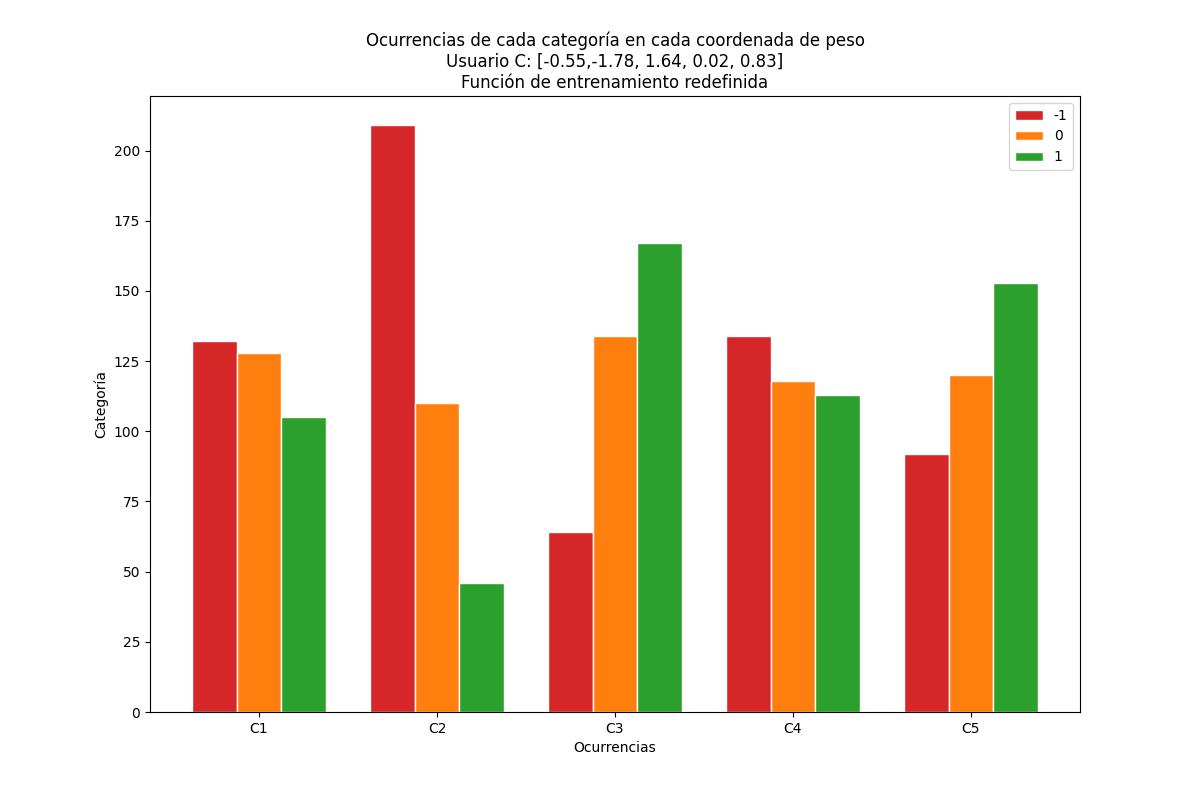 Ocurrencias de cada categoría en cada coordenada de peso
Usuario C: [-0.55,-1.78, 1.64, 0.02, 0.83]
Función de entrenamiento redefinida
-1
0
1
200
175
150
125
100
75
50
25
0
Categoría
C1 C2 C3 C4 C5
Ocurrencias